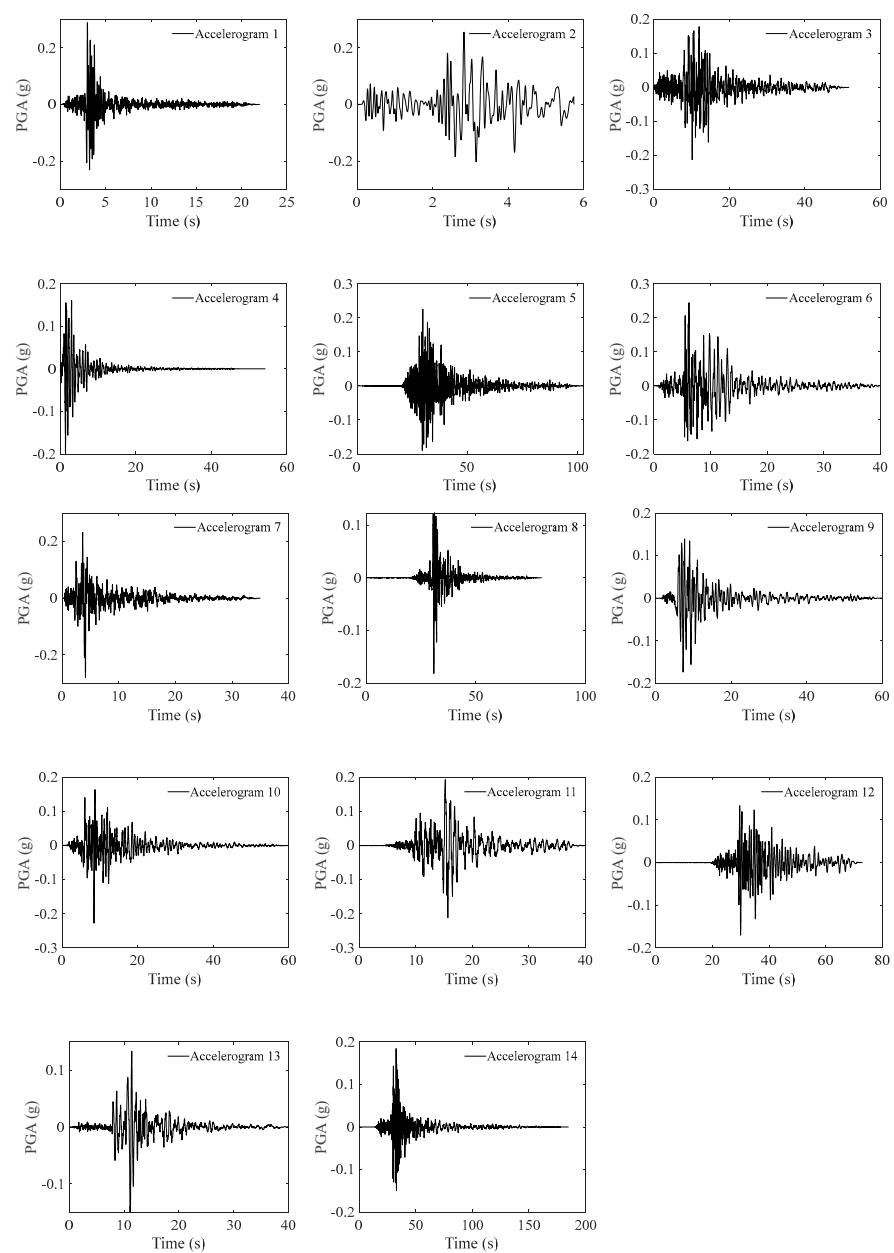 Accelerogram 1
PGA (g)
0.2
0
-0.2
0 5 10 15 20 25
Time (s)
Accelerogram 2
PGA (g)
0.2
0
-0.2
0 2 4 6
Time (s)
Accelerogram 3
PGA (g)
0.2
0.1
0
-0.1
-0.2
-0.3
0 20 40 60
Time (s)
Accelerogram 4
PGA (g)
0.2
0.1
0
-0.1
-0.2
0 20 40 60
Time (s)
Accelerogram 5
PGA (g)
0.3
0.2
0.1
0
-0.1
-0.2
0 50 100
Time (s)
Accelerogram 6
PGA (g)
0.3
0.2
0.1
0
-0.1
-0.2
0 10 20 30 40
Time (s)
Accelerogram 7
PGA (g)
0.2
0
-0.2
0 10 20 30 40
Time (s)
Accelerogram 8
PGA (g)
0.1
0
-0.1
-0.2
0 50 100
Time (s)
Accelerogram 9
PGA (g)
0.2
0.1
0
-0.1
-0.2
0 20 40 60
Time (s)
Accelerogram 10
PGA (g)
0.2
0.1
0
-0.1
-0.2
-0.3
0 20 40 60
Time (s)
Accelerogram 11
PGA (g)
0.2
0.1
0
-0.1
-0.2
-0.3
0 10 20 30 40
Time (s)
Accelerogram 12
PGA (g)
0.2
0.1
0
-0.1
-0.2
0 20 40 60 80
Time (s)
Accelerogram 13
PGA (g)
0.1
0
-0.1
0 10 20 30 40
Time (s)
Accelerogram 14
PGA (g)
0.2
0.1
0
-0.1
-0.2
0 50 100 150 200
Time (s)